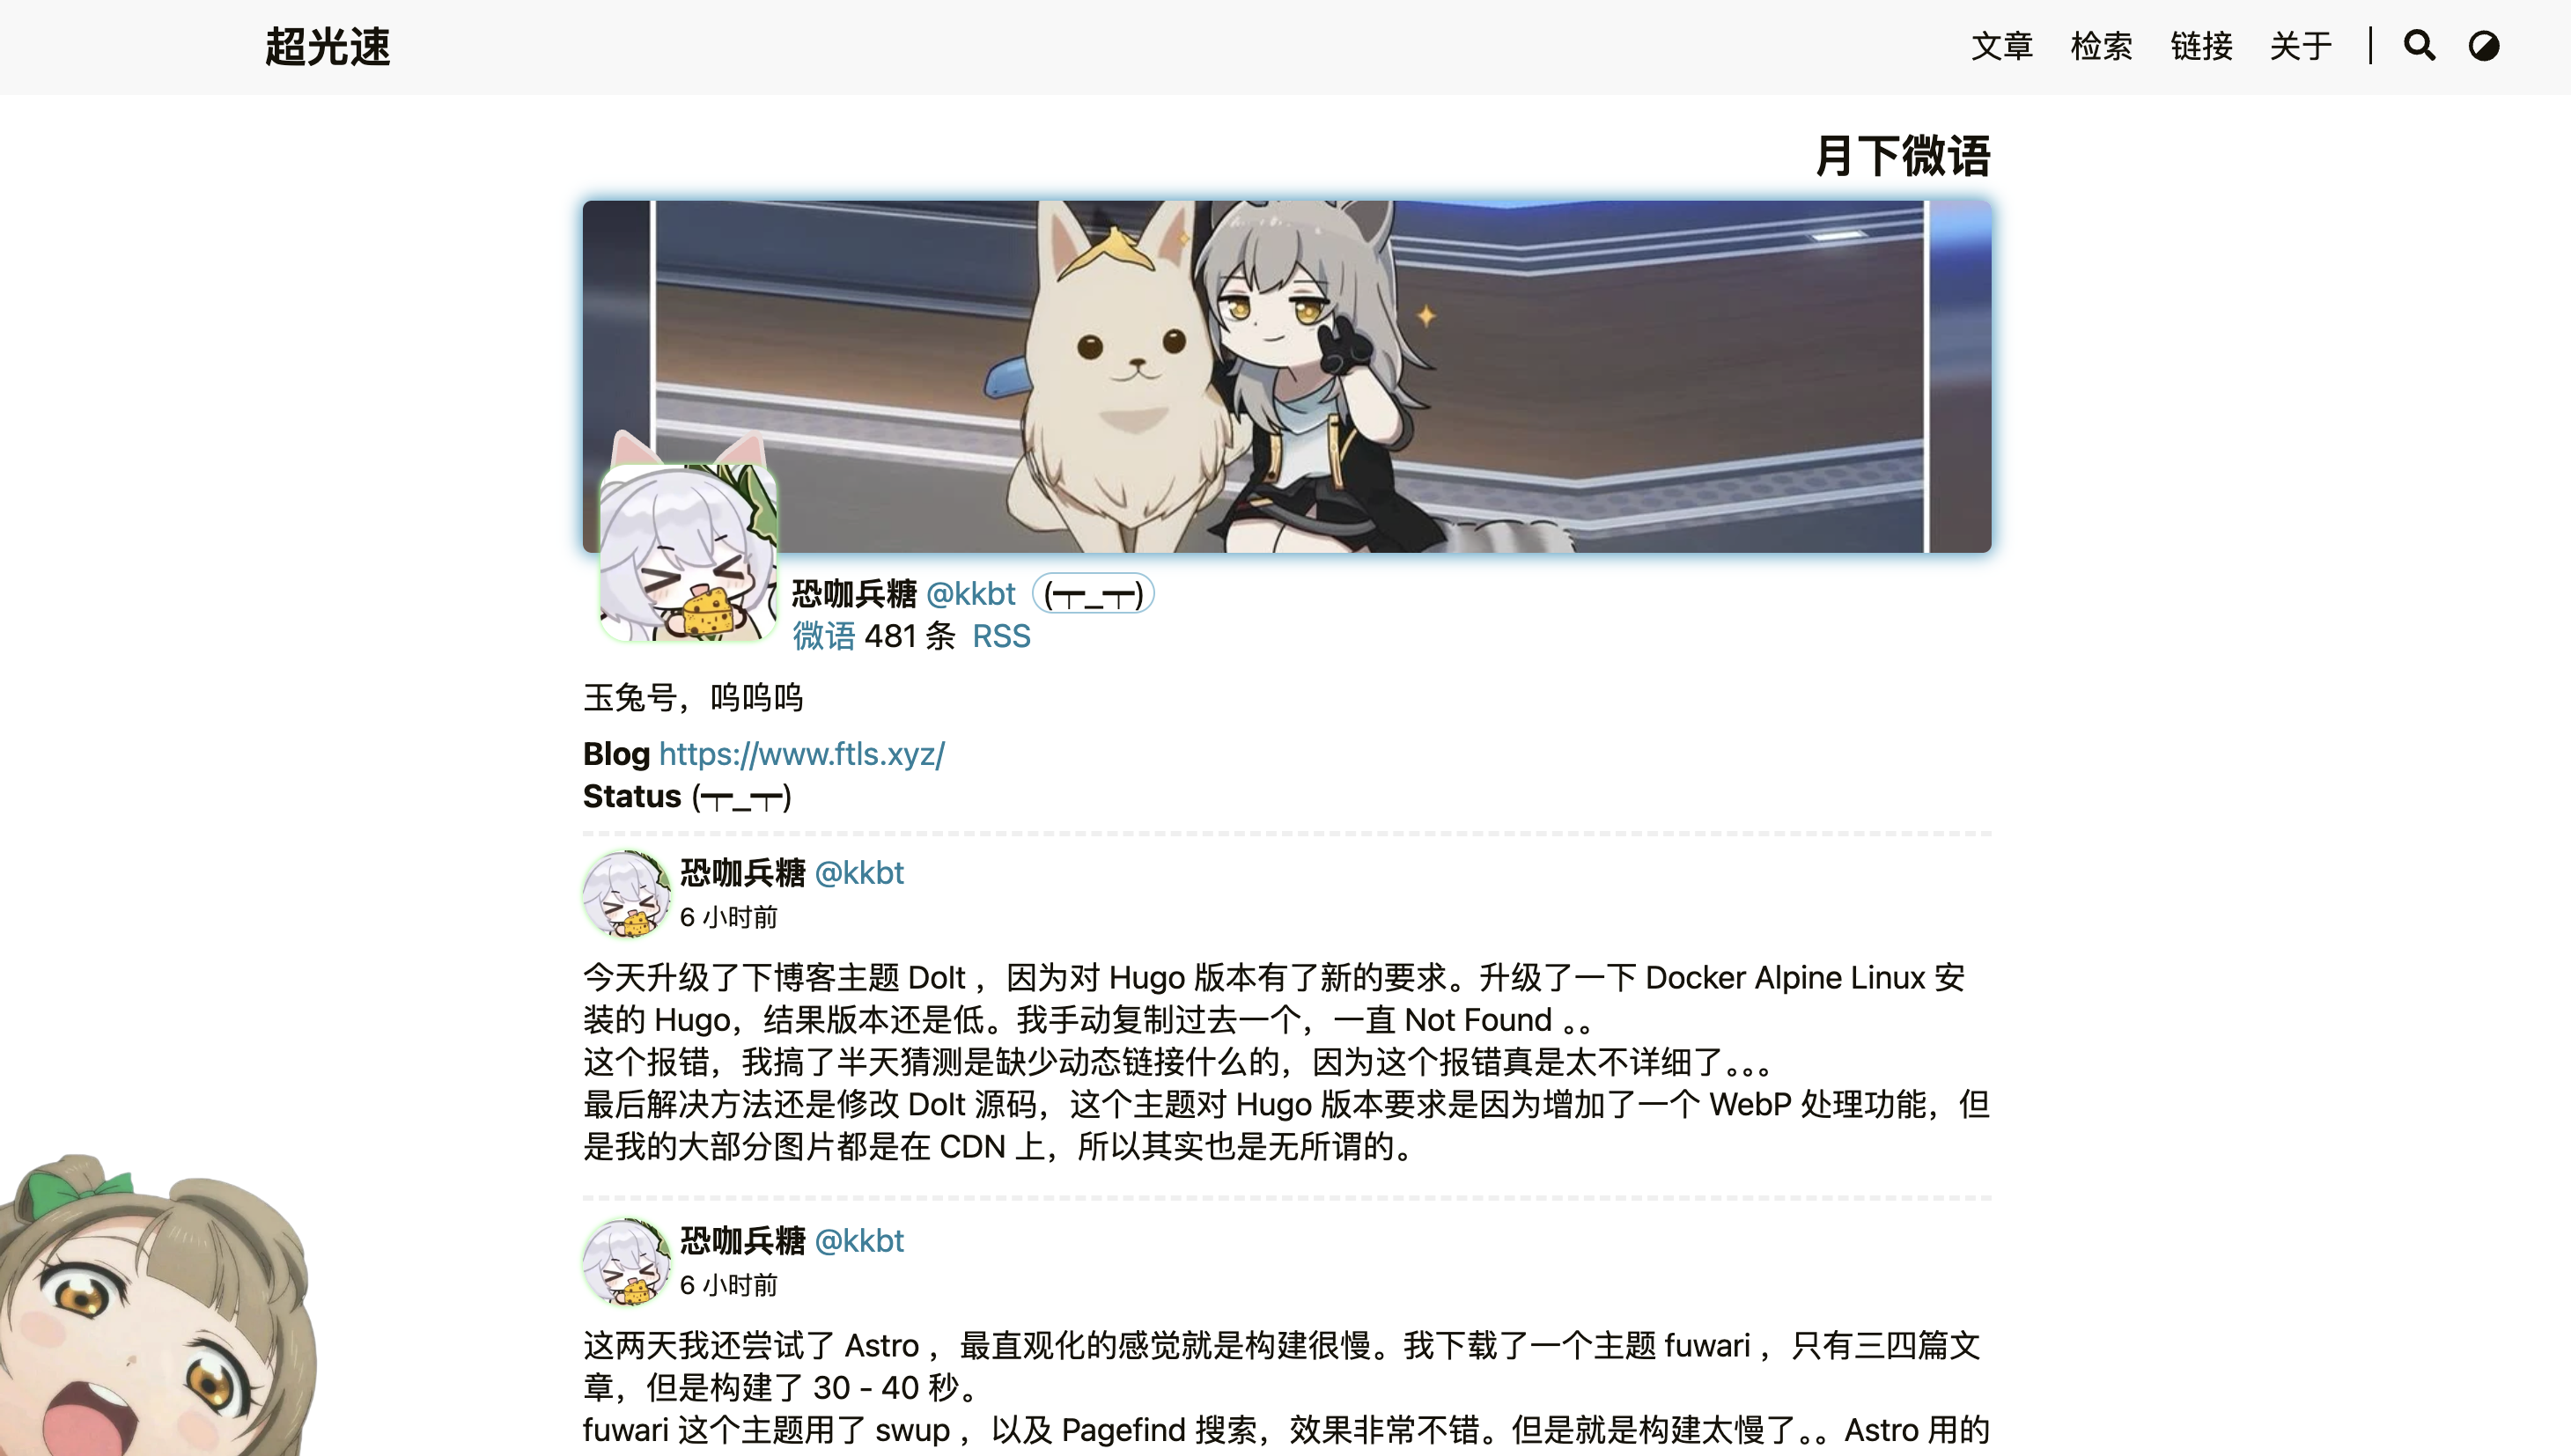 超光速
文章 检索 链接 关于
月下微语
恐咖兵糖 @kkbt (┭_┭)
微语 481 条 RSS
玉兔号，呜呜呜
Blog https://www.ftls.xyz/
Status (┭_┭)
恐咖兵糖 @kkbt
6 小时前
今天升级了下博客主题 DoIt ，因为对 Hugo 版本有了新的要求。升级了一下 Docker Alpine Linux 安
装的 Hugo，结果版本还是低。我手动复制过去一个，一直 Not Found 。。
这个报错，我搞了半天猜测是缺少动态链接什么的，因为这个报错真是太不详细了。。。
最后解决方法还是修改 DoIt 源码，这个主题对 Hugo 版本要求是因为增加了一个 WebP 处理功能，但
是我的大部分图片都是在 CDN 上，所以其实也是无所谓的。
恐咖兵糖 @kkbt
6 小时前
这两天我还尝试了 Astro ，最直观化的感觉就是构建很慢。我下载了一个主题 fuwari ，只有三四篇文
章，但是构建了 30 - 40 秒。
fuwari 这个主题用了 swup ，以及 Pagefind 搜索，效果非常不错。但是就是构建太慢了。。Astro 用的